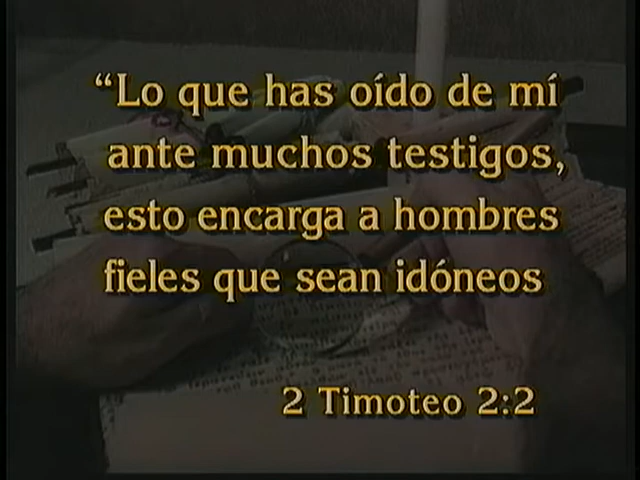 “Lo que has oído de mí
ante muchos testigos,
esto encarga a hombres
fieles que sean idóneos
2 Timoteo 2:2